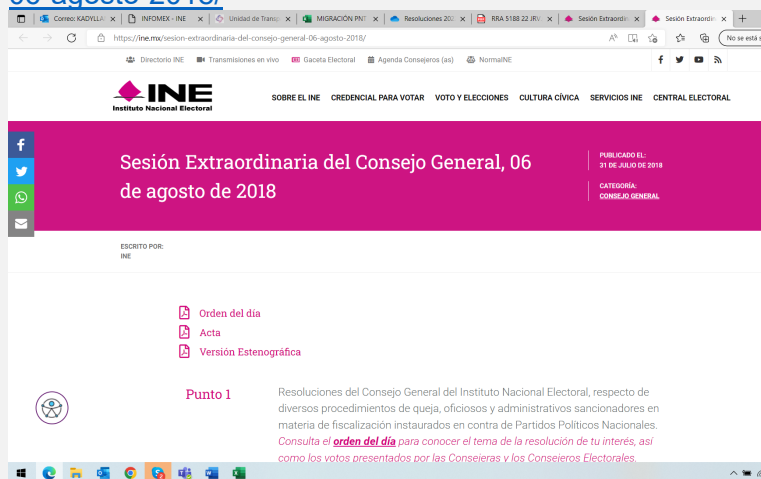 06-agosto-2018/
Correo: KADYLLA
INFOMEX - INE
Unidad de Transp
MIGRACIÓN PNT
Resoluciones 202
RRA 5188 22 JRV
Sesión Extraordin
Sesión Extraordin
https://ine.mx/sesion-extraordinaria-del-consejo-general-06-agosto-2018/
No se está s
Directorio INE
Transmisiones en vivo
Gaceta Electoral
Agenda Consejeros (as)
NormaINE
INE
Instituto Nacional Electoral
SOBRE EL INE
CREDENCIAL PARA VOTAR
VOTO Y ELECCIONES
CULTURA CÍVICA
SERVICIOS INE
CENTRAL ELECTORAL
Sesión Extraordinaria del Consejo General, 06
de agosto de 2018
PUBLICADO EL:
31 DE JULIO DE 2018
CATEGORÍA:
CONSEJO GENERAL
ESCRITO POR:
INE
Orden del día
Acta
Versión Estenográfica
Punto 1
Resoluciones del Consejo General del Instituto Nacional Electoral, respecto de
diversos procedimientos de queja, oficiosos y administrativos sancionadores en
materia de fiscalización instaurados en contra de Partidos Políticos Nacionales.
Consulta el orden del día para conocer el tema de la resolución de tu interés, así
como los votos presentados por las Consejeras y los Consejeros Electorales.